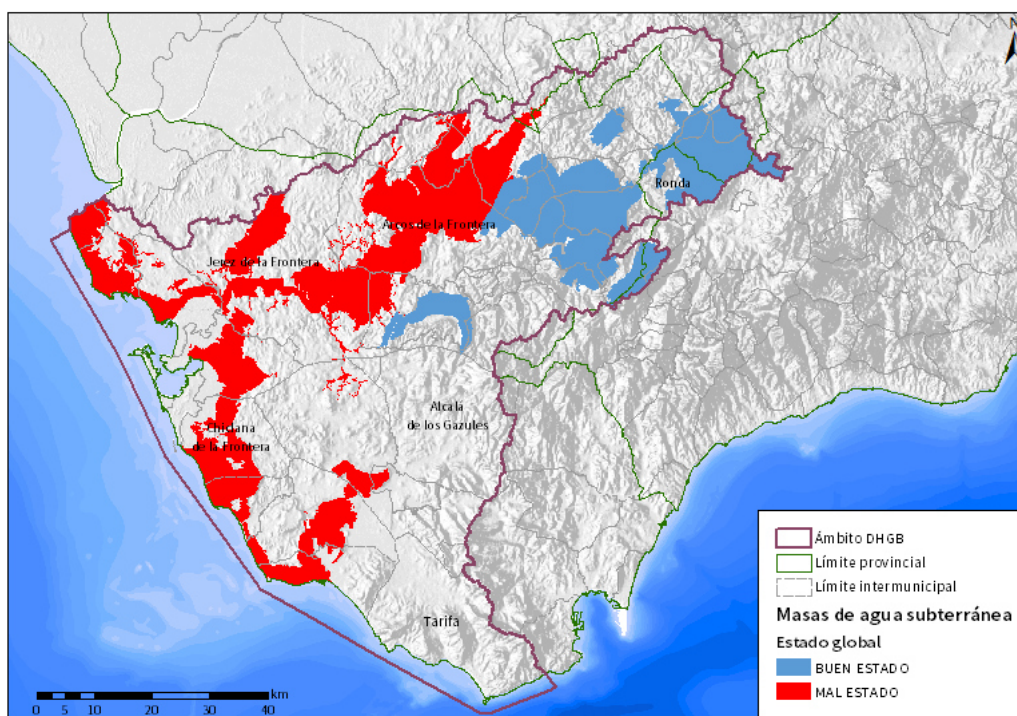 N
Ronda
Arcos de la Frontera
Jerez de la Frontera
Alcalá
de los Gazules
Chiclana
de la Frontera
Tarifa
km
0 5 10 20 30 40
Ámbito DHGB
Límite provincial
Límite intermunicipal
Masas de agua subterránea
Estado global
BUEN ESTADO
MAL ESTADO